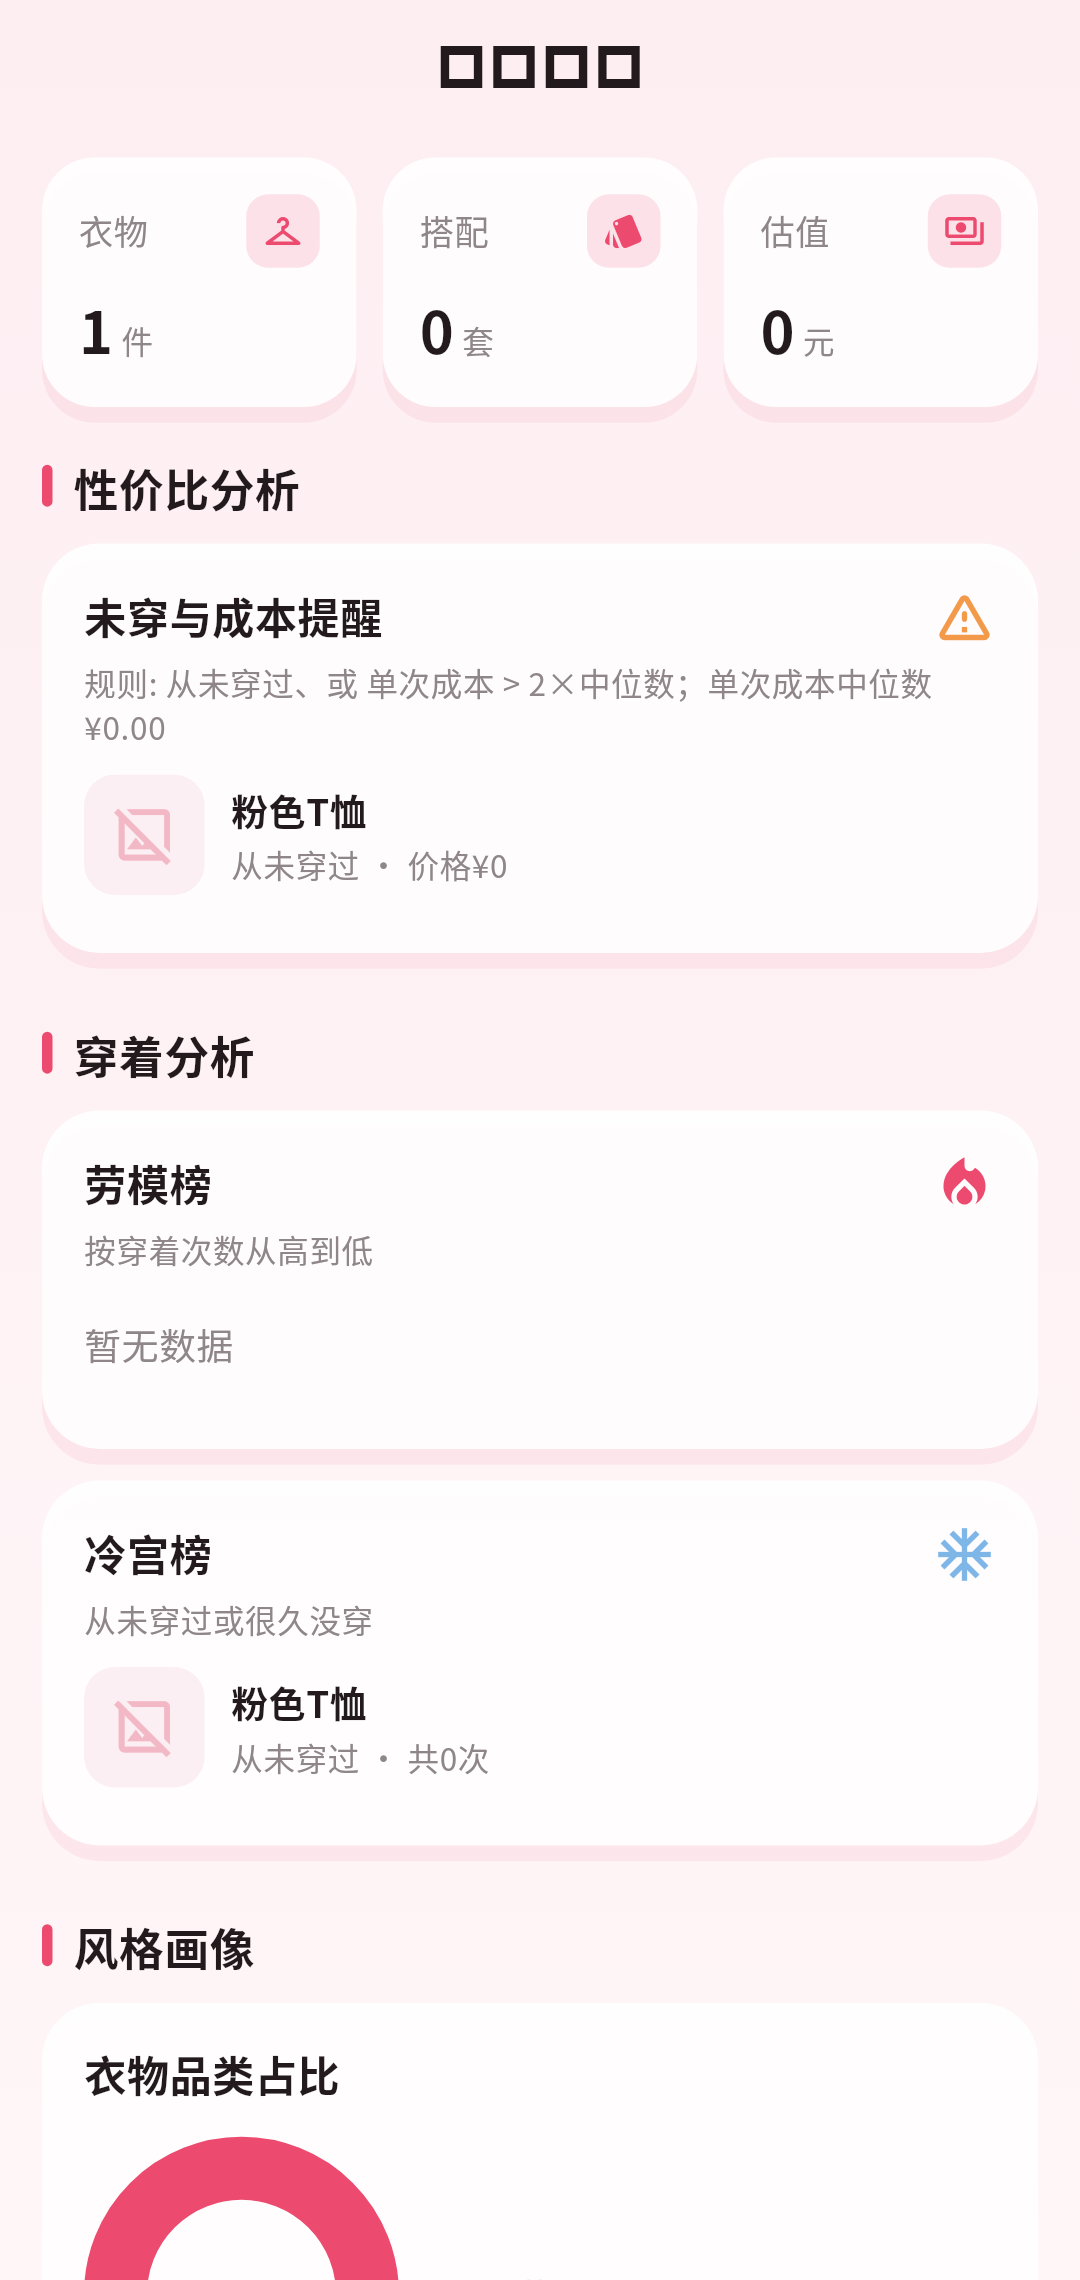 衣物
搭配
估值
1 件
0 套
0 元
性价比分析
未穿与成本提醒
规则: 从未穿过、或 单次成本 > 2×中位数；单次成本中位数
¥0.00
粉色T恤
从未穿过 · 价格¥0
穿着分析
劳模榜
按穿着次数从高到低
暂无数据
冷宫榜
从未穿过或很久没穿
粉色T恤
从未穿过 · 共0次
风格画像
衣物品类占比